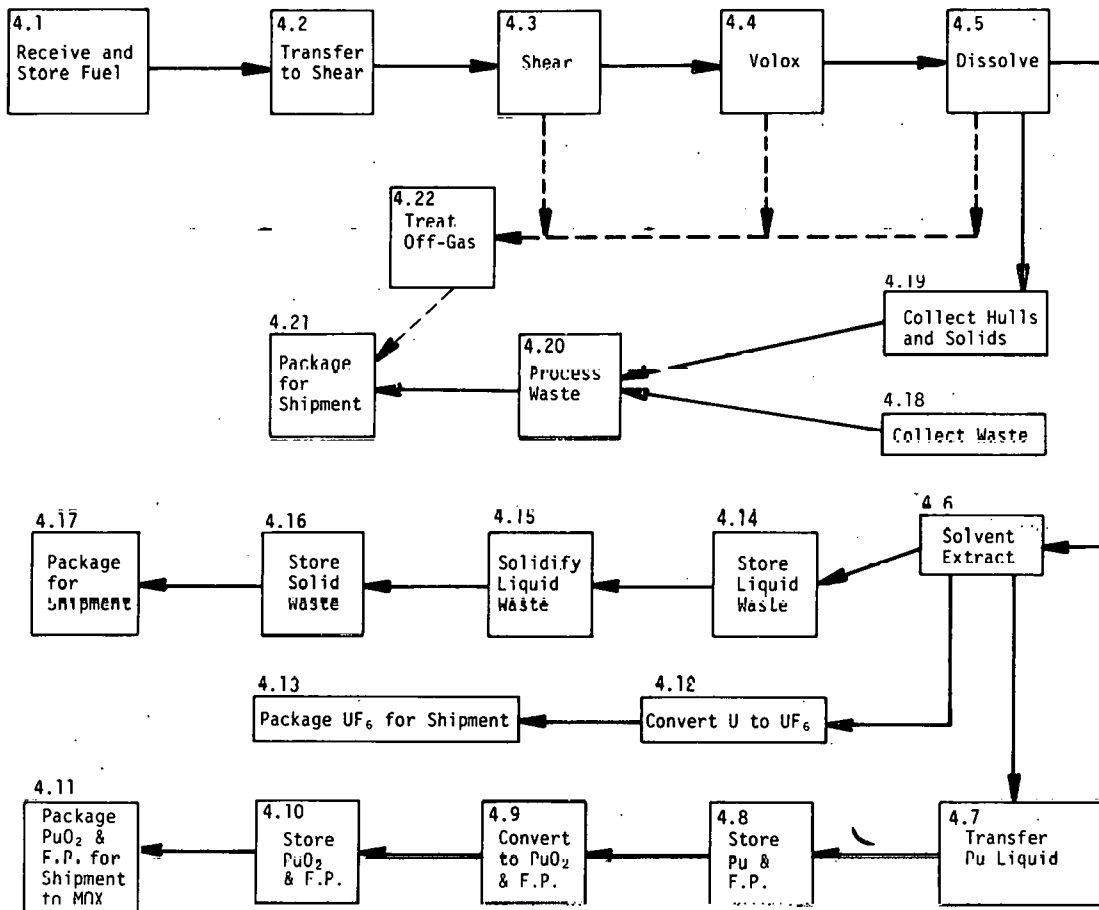 4.1
Receive and
Store Fuel
4.2
Transfer
to Shear
4.3
Shear
4.4
Volox
4.5
Dissolve
4.22
Treat
Off-Gas
4.19
Collect Hulls
and Solids
4.21
Package
for
Shipment
4.20
Process
Waste
4.18
Collect Waste
4.17
Package
for
Shipment
4.16
Store
Solid
Waste
4.15
Solidify
Liquid
Waste
4.14
Store
Liquid
Waste
4.6
Solvent
Extract
4.13
Package UF₆ for Shipment
4.12
Convert U to UF₆
4.11
Package
PuO₂ &
F.P. for
Shipment
to MOX
4.10
Store
PuO₂
& F.P.
4.9
Convert
to PuO₂
& F.P.
4.8
Store
Pu &
F.P.
4.7
Transfer
Pu Liquid